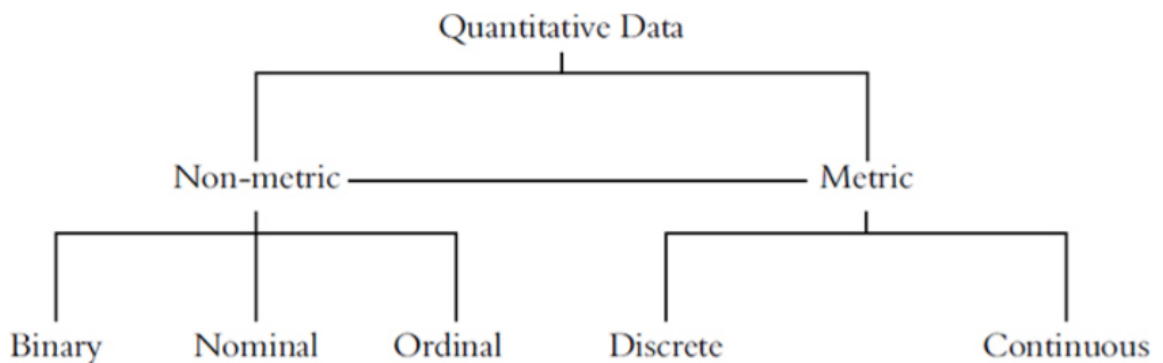 Quantitative Data
Non-metric Metric
Binary Nominal Ordinal Discrete Continuous